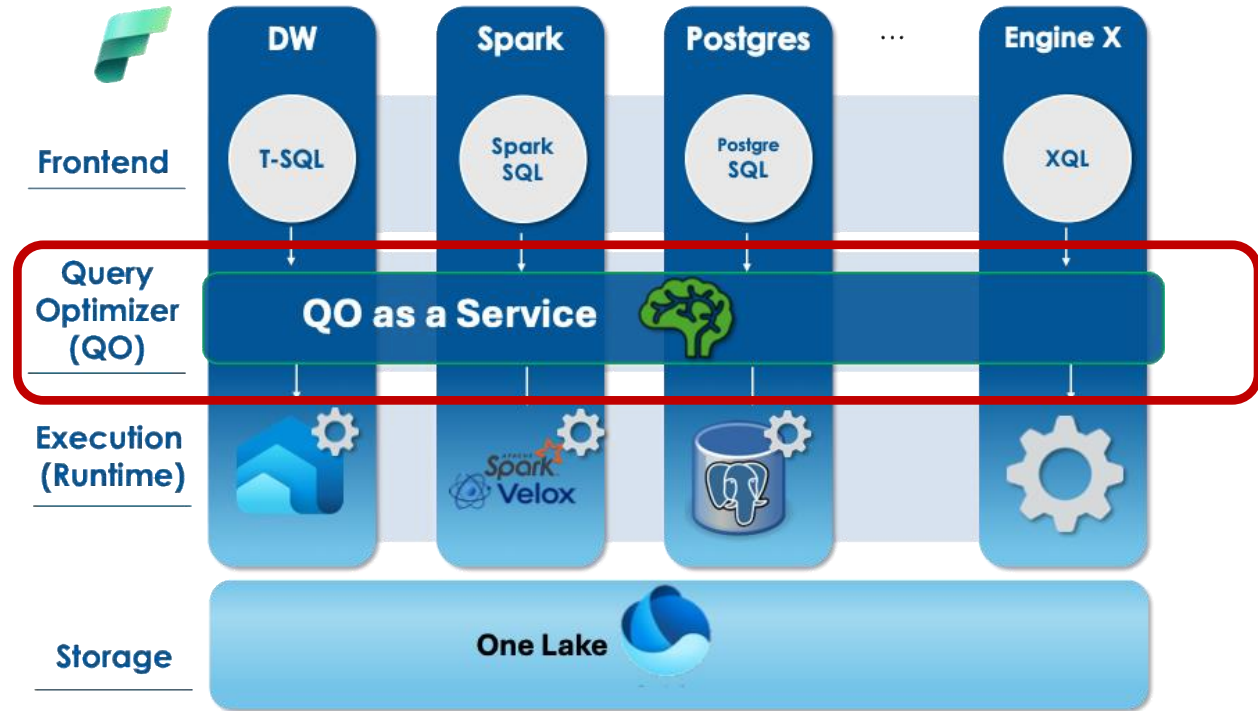 DW
Spark
Postgres
...
Engine X
Frontend
T-SQL
Spark
SQL
Postgre
SQL
XQL
Query
Optimizer
(QO)
QO as a Service
Execution
(Runtime)
APACHE
Spark
Velox
Storage
One Lake